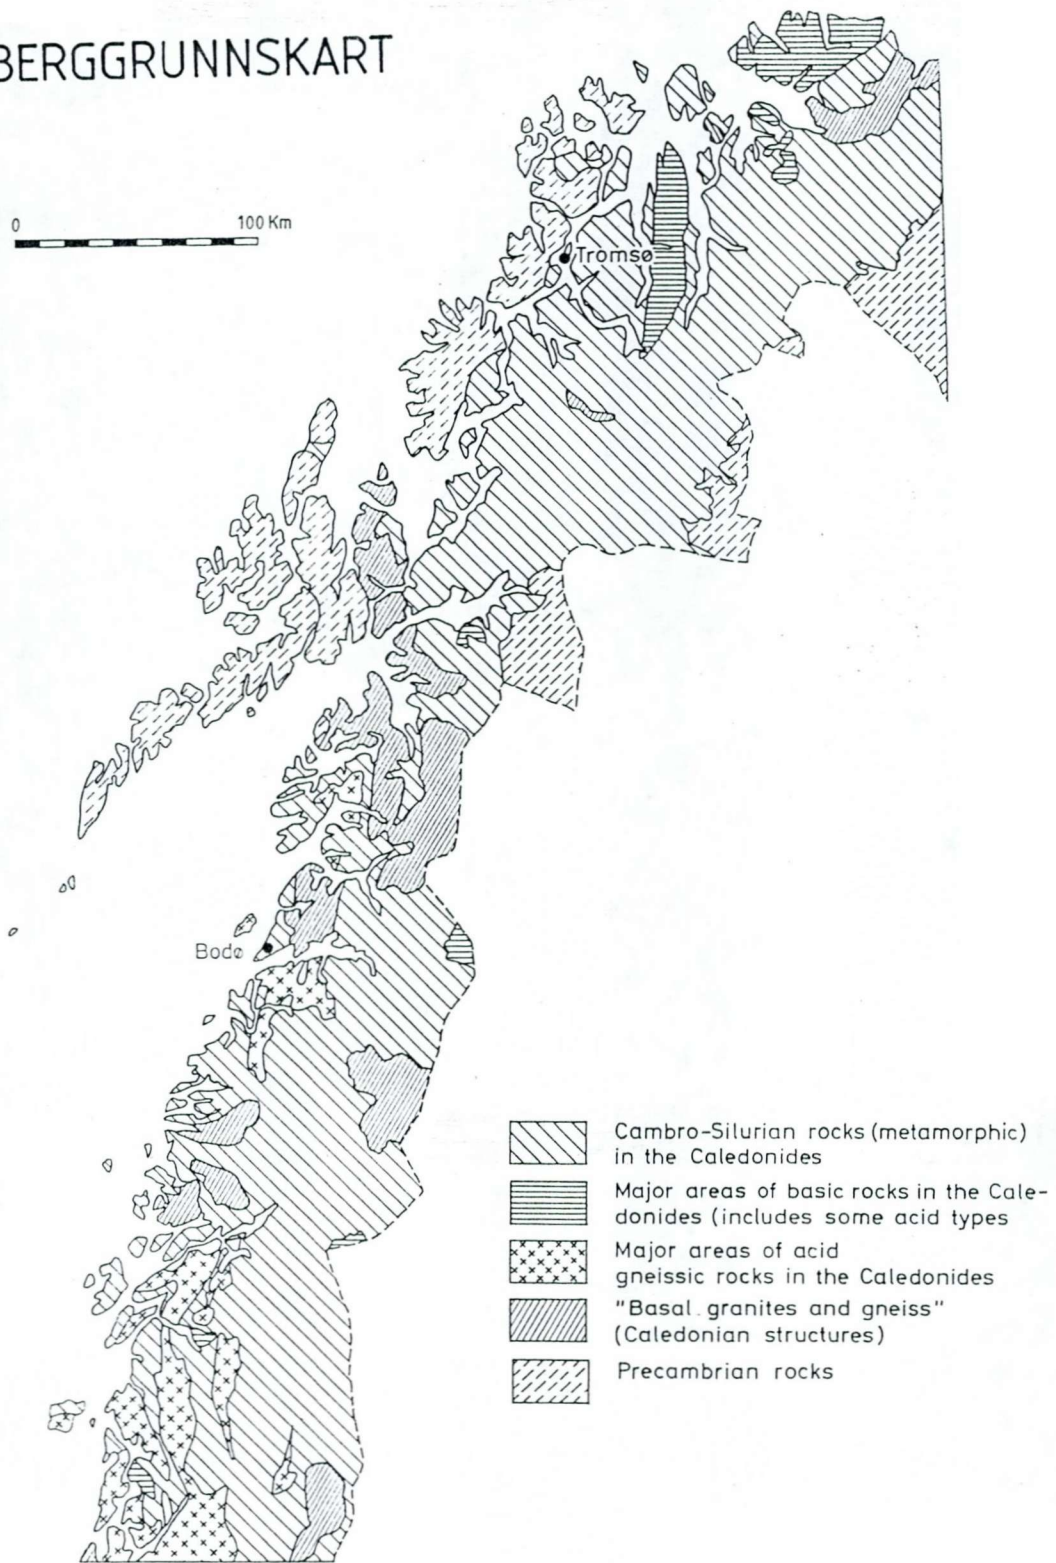 BERGGRUNNSKART
0 100 Km
Tromsø
Bodø
Cambro-Silurian rocks (metamorphic)
in the Caledonides
Major areas of basic rocks in the Cale-
donides (includes some acid types
Major areas of acid
gneissic rocks in the Caledonides
"Basal granites and gneiss"
(Caledonian structures)
Precambrian rocks